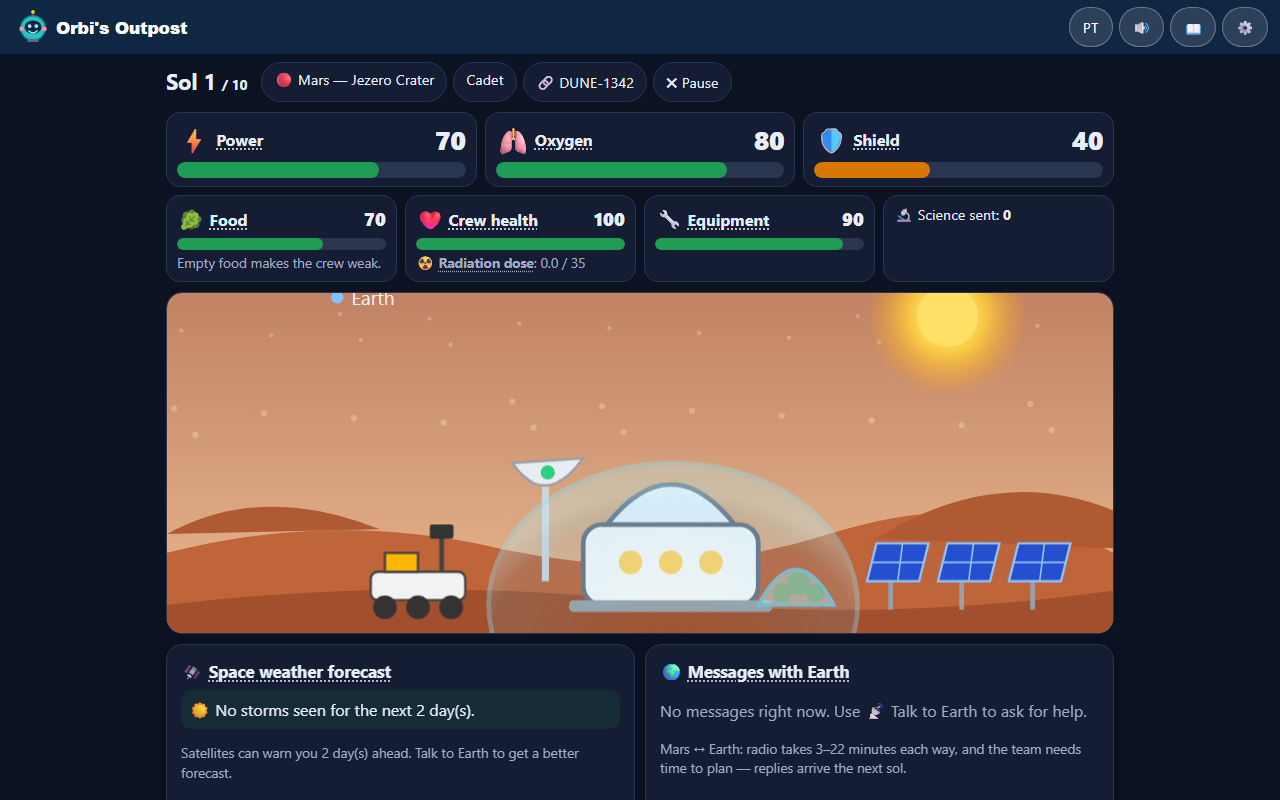 Orbi's Outpost
PT
Sol 1 / 10
Mars — Jezero Crater
Cadet
DUNE-1342
✕ Pause
Power
70
Oxygen
80
Shield
40
Food
70
Empty food makes the crew weak.
Crew health
100
Radiation dose: 0.0 / 35
Equipment
90
Science sent: 0
Earth
Space weather forecast
No storms seen for the next 2 day(s).
Satellites can warn you 2 day(s) ahead. Talk to Earth to get a better
forecast.
Messages with Earth
No messages right now. Use 📡 Talk to Earth to ask for help.
Mars ↔ Earth: radio takes 3–22 minutes each way, and the team needs
time to plan — replies arrive the next sol.